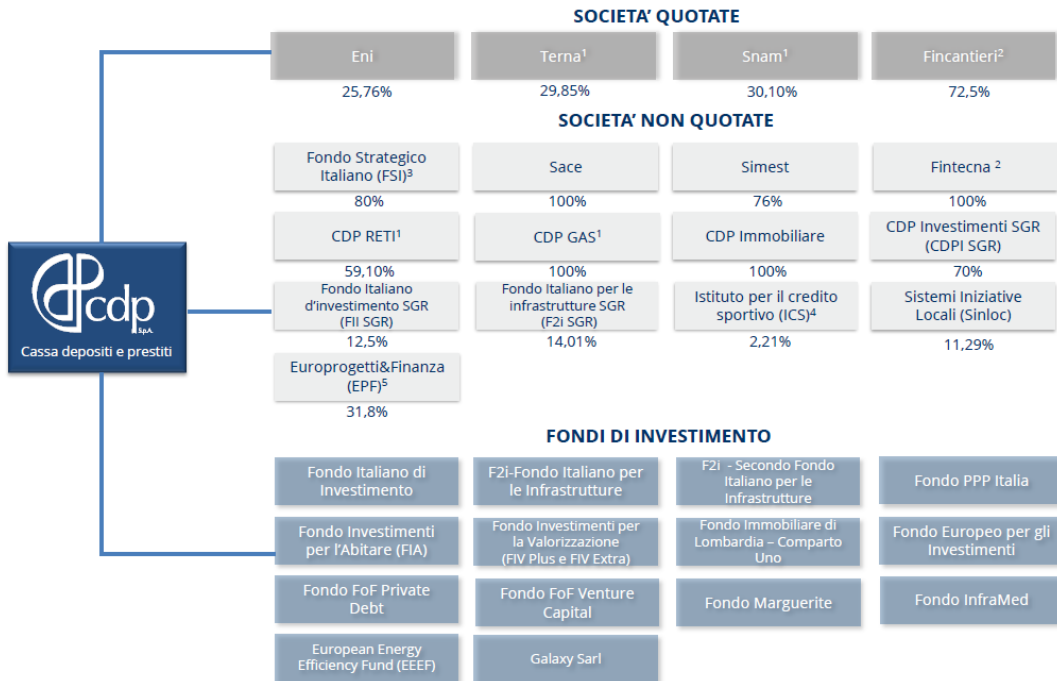 SOCIETA’ QUOTATE
Eni
Terna¹
Snam¹
Fincantieri²
25,76%
29,85%
30,10%
72,5%
SOCIETA’ NON QUOTATE
Fondo Strategico
Italiano (FSI)³
Sace
Simest
Fintecna ²
80%
100%
76%
100%
CDP RETI¹
CDP GAS¹
CDP Immobiliare
CDP Investimenti SGR
(CDPI SGR)
59,10%
100%
100%
70%
cdp
S.p.A.
Cassa depositi e prestiti
Fondo Italiano
d’investimento SGR
(FII SGR)
Fondo Italiano per le
infrastrutture SGR
(F2i SGR)
Istituto per il credito
sportivo (ICS)⁴
Sistemi Iniziative
Locali (Sinloc)
12,5%
14,01%
2,21%
11,29%
Europrogetti&Finanza
(EPF)⁵
31,8%
FONDI DI INVESTIMENTO
Fondo Italiano di
Investimento
F2i-Fondo Italiano per
le Infrastrutture
F2i - Secondo Fondo
Italiano per le
Infrastrutture
Fondo PPP Italia
Fondo Investimenti
per l’Abitare (FIA)
Fondo Investimenti per
la Valorizzazione
(FIV Plus e FIV Extra)
Fondo Immobiliare di
Lombardia – Comparto
Uno
Fondo Europeo per gli
Investimenti
Fondo FoF Private
Debt
Fondo FoF Venture
Capital
Fondo Marguerite
Fondo InfraMed
European Energy
Efficiency Fund (EEEF)
Galaxy Sarl